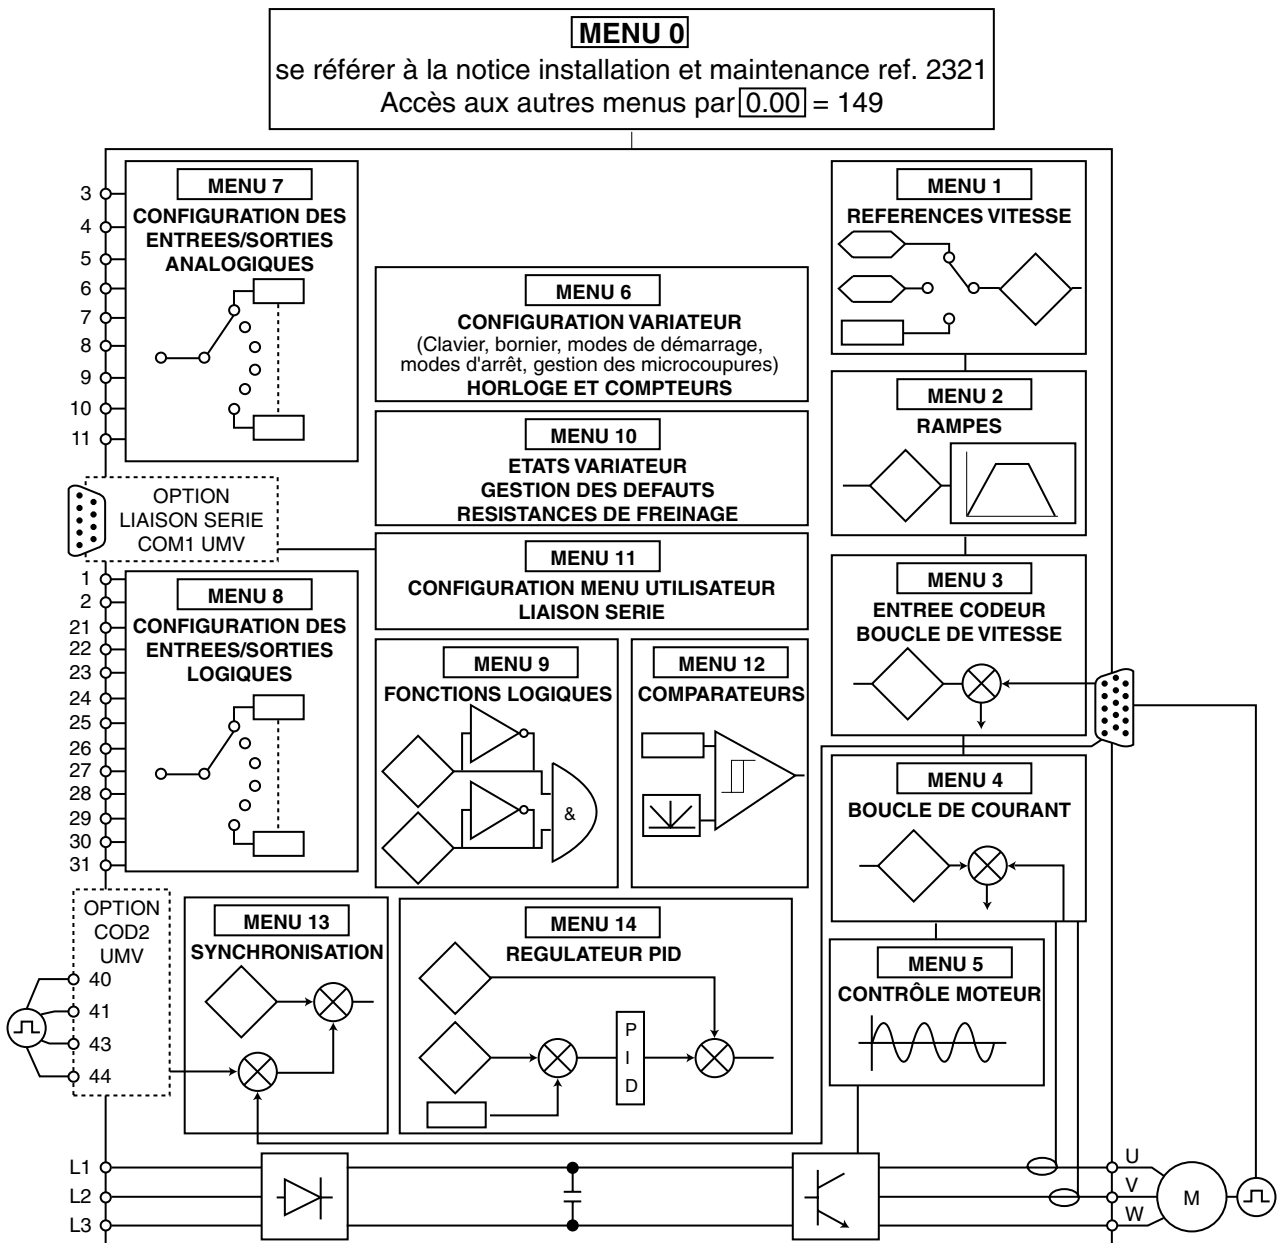 MENU 0
se référer à la notice installation et maintenance ref. 2321
Accès aux autres menus par 0.00 = 149
MENU 7
CONFIGURATION DES
ENTREES/SORTIES
ANALOGIQUES
3
4
5
6
7
8
9
10
11
MENU 6
CONFIGURATION VARIATEUR
(Clavier, bornier, modes de démarrage,
modes d'arrêt, gestion des microcoupures)
HORLOGE ET COMPTEURS
MENU 10
ETATS VARIATEUR
GESTION DES DEFAUTS
RESISTANCES DE FREINAGE
MENU 11
CONFIGURATION MENU UTILISATEUR
LIAISON SERIE
MENU 1
REFERENCES VITESSE
MENU 2
RAMPES
MENU 3
ENTREE CODEUR
BOUCLE DE VITESSE
MENU 4
BOUCLE DE COURANT
MENU 5
CONTRÔLE MOTEUR
OPTION
LIAISON SERIE
COM1 UMV
1
2
21
22
23
24
25
26
27
28
29
30
31
MENU 8
CONFIGURATION DES
ENTREES/SORTIES
LOGIQUES
MENU 9
FONCTIONS LOGIQUES
&
MENU 12
COMPARATEURS
OPTION
COD2
UMV
40
41
43
44
MENU 13
SYNCHRONISATION
MENU 14
REGULATEUR PID
P
I
D
L1
L2
L3
U
V
W
M